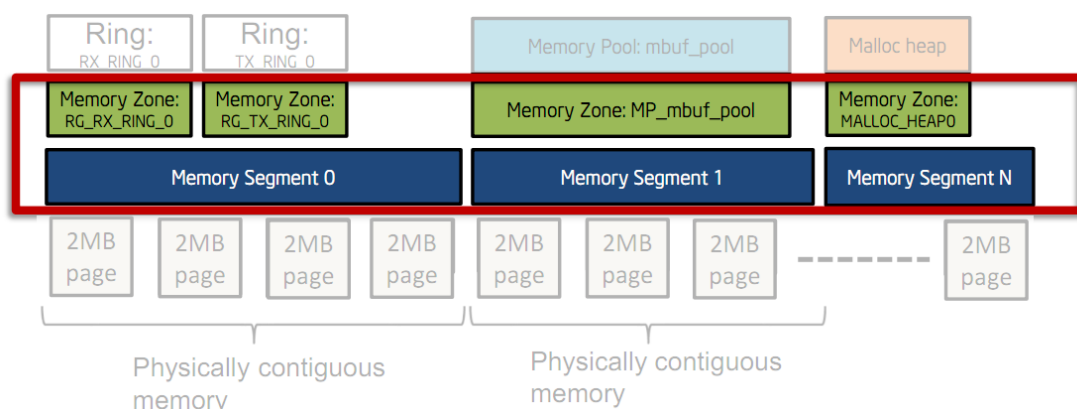 Ring:
RX_RING_0
Ring:
TX_RING_0
Memory Pool: mbuf_pool
Malloc heap
Memory Zone:
RG_RX_RING_0
Memory Zone:
RG_TX_RING_0
Memory Zone: MP_mbuf_pool
Memory Zone:
MALLOC_HEAP0
Memory Segment 0
Memory Segment 1
Memory Segment N
2MB
page
2MB
page
2MB
page
2MB
page
2MB
page
2MB
page
2MB
page
2MB
page
Physically contiguous
memory
Physically contiguous
memory